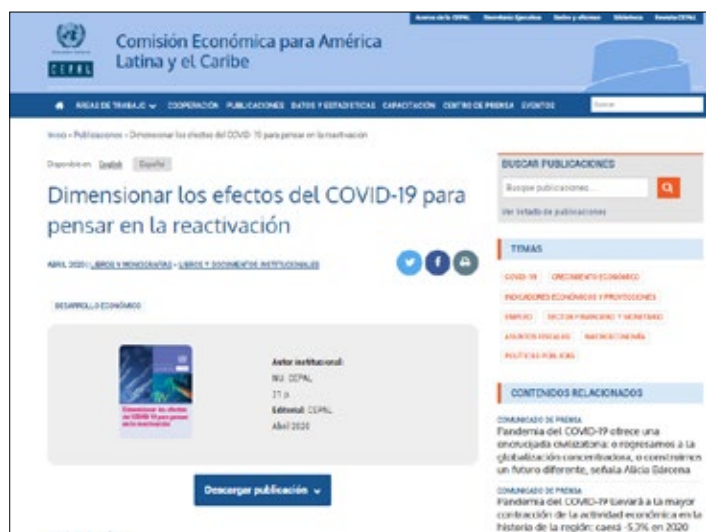 Acerca de la CEPAL Secretaría Ejecutiva Sedes y oficinas Biblioteca Revista CEPAL
CEPAL
Comisión Económica para América
Latina y el Caribe
ÁREAS DE TRABAJO COOPERACIÓN PUBLICACIONES DATOS Y ESTADÍSTICAS CAPACITACIÓN CENTRO DE PRENSA EVENTOS
Inicio » Publicaciones » Dimensionar los efectos del COVID-19 para pensar en la reactivación
Disponible en: English Español
Dimensionar los efectos del COVID-19 para
pensar en la reactivación
ABRIL 2020 | LIBROS Y MONOGRAFÍAS » LIBROS Y DOCUMENTOS INSTITUCIONALES
DESARROLLO ECONÓMICO
Dimensionar los efectos
del COVID-19 para pensar
en la reactivación
Autor institucional:
NU. CEPAL
21 p.
Editorial: CEPAL
Abril 2020
Descargar publicación
BUSCAR PUBLICACIONES
Busque publicaciones...
Ver listado de publicaciones
TEMAS
COVID-19 CRECIMIENTO ECONÓMICO
INDICADORES ECONÓMICOS Y PROYECCIONES
EMPLEO SECTOR FINANCIERO Y MONETARIO
ASUNTOS FISCALES MACROECONOMÍA
POLÍTICAS PÚBLICAS
CONTENIDOS RELACIONADOS
COMUNICADO DE PRENSA
Pandemia del COVID-19 ofrece una
encrucijada civilizatoria: o regresamos a la
globalización concentradora, o construimos
un futuro diferente, señala Alicia Bárcena
COMUNICADO DE PRENSA
Pandemia del COVID-19 llevará a la mayor
contracción de la actividad económica en la
historia de la región: caerá -5,3% en 2020